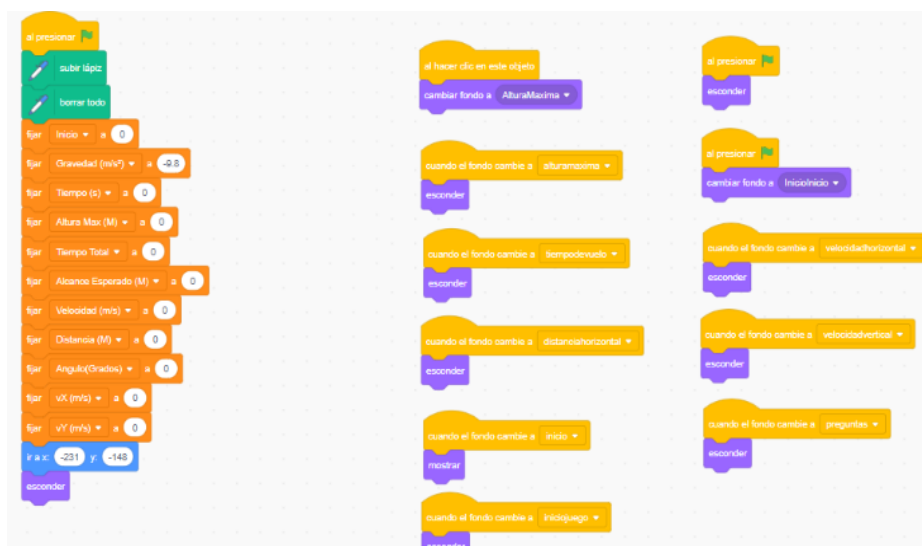 al presionar
subir lápiz
borrar todo
fijar Inicio a 0
fijar Gravedad (m/s²) a -9.8
fijar Tiempo (s) a 0
fijar Altura Max (M) a 0
fijar Tiempo Total a 0
fijar Alcance Esperado (M) a 0
fijar Velocidad (m/s) a 0
fijar Distancia (M) a 0
fijar Angulo(Grados) a 0
fijar vX (m/s) a 0
fijar vY (m/s) a 0
ir a x: -231 y: -148
esconder
al hacer clic en este objeto
cambiar fondo a AlturaMaxima
cuando el fondo cambie a alturamaxima
esconder
cuando el fondo cambie a tiempodevuelo
esconder
cuando el fondo cambie a distanciahorizontal
esconder
cuando el fondo cambie a inicio
mostrar
cuando el fondo cambie a iniciojuego
esconder
al presionar
esconder
al presionar
cambiar fondo a InicioInicio
cuando el fondo cambie a velocidadhorizontal
esconder
cuando el fondo cambie a velocidadvertical
esconder
cuando el fondo cambie a preguntas
esconder